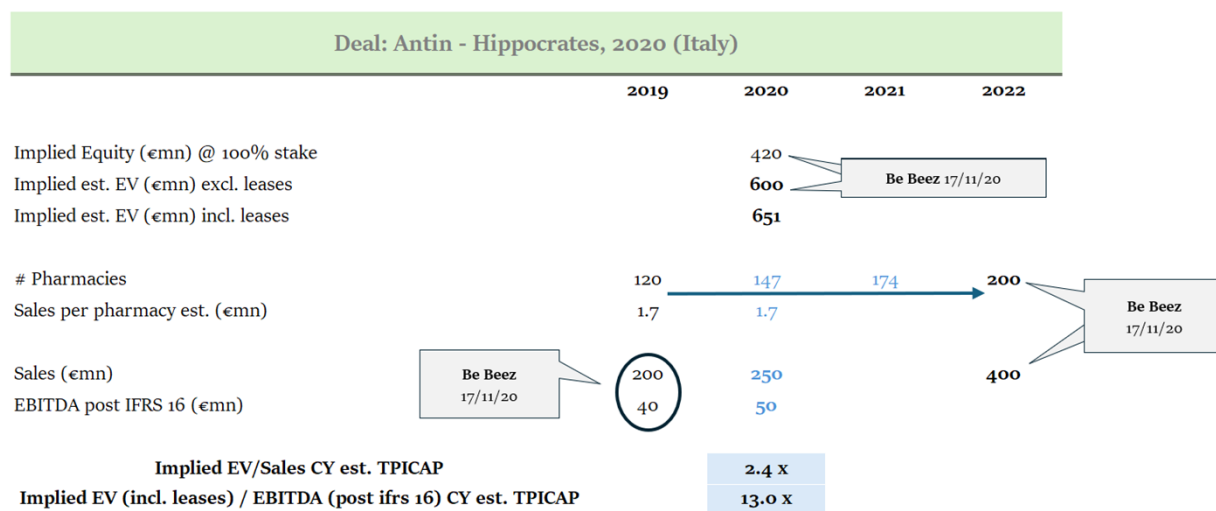 Deal: Antin - Hippocrates, 2020 (Italy)
2019 2020 2021 2022
Implied Equity (€mn) @ 100% stake 420
Implied est. EV (€mn) excl. leases 600
Be Beez 17/11/20
Implied est. EV (€mn) incl. leases 651
# Pharmacies 120 147 174 200
Sales per pharmacy est. (€mn) 1.7 1.7
Be Beez
17/11/20
Sales (€mn) 200 250 400
Be Beez
17/11/20
EBITDA post IFRS 16 (€mn) 40 50
Implied EV/Sales CY est. TPICAP 2.4 x
Implied EV (incl. leases) / EBITDA (post ifrs 16) CY est. TPICAP 13.0 x